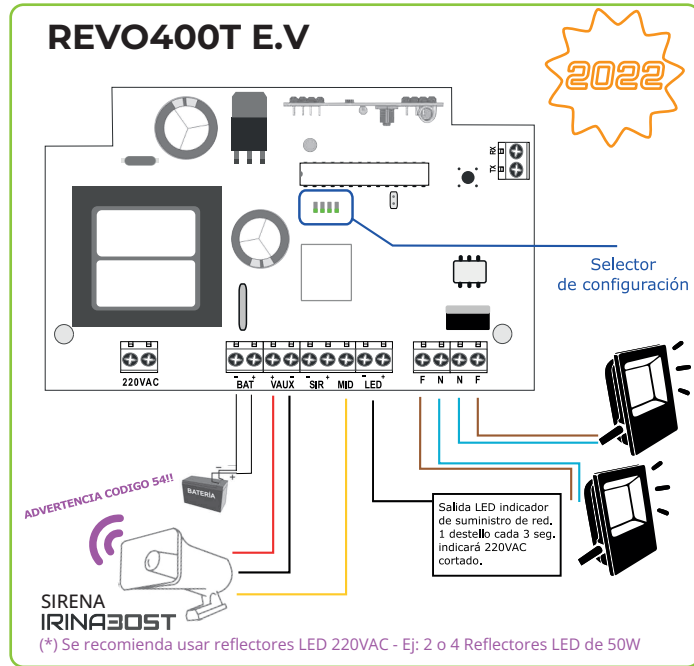 REVO400T E.V
2022
RX
TX
Selector
de configuración
220VAC
- +
BAT
+ -
VAUX
- +
SIR
MID
- +
LED
F N N F
- +
BATERÍA
ADVERTENCIA CODIGO 54!!
Salida LED indicador
de suministro de red.
1 destello cada 3 seg.
indicará 220VAC
cortado.
SIRENA
IRINABOST
(*) Se recomienda usar reflectores LED 220VAC - Ej: 2 o 4 Reflectores LED de 50W